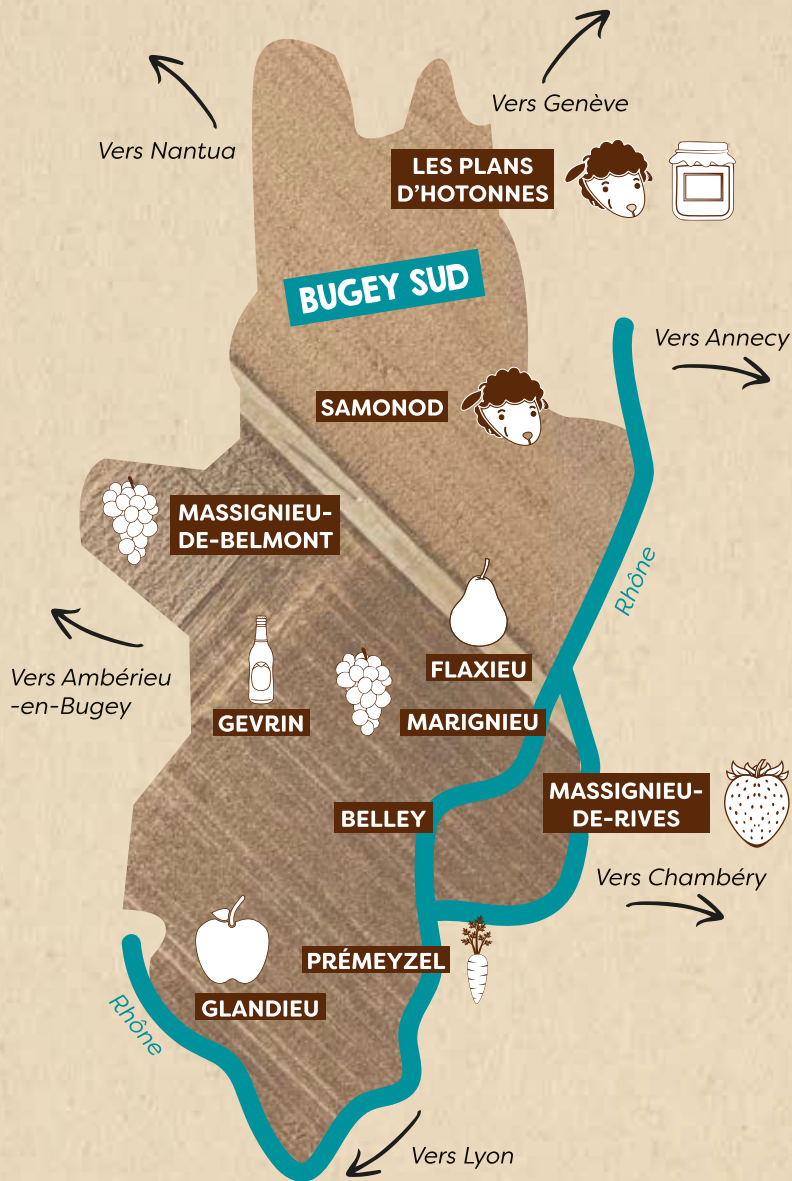 Vers Genève
Vers Nantua
LES PLANS
D'HOTONNES
BUGEY SUD
Vers Annecy
SAMONOD
MASSIGNIEU-
DE-BELMONT
Rhône
FLAXIEU
Vers Ambérieu
-en-Bugey
GEVRIN
MARIGNIEU
MASSIGNIEU-
DE-RIVES
BELLEY
Vers Chambéry
PRÉMEYZEL
GLANDIEU
Rhône
Vers Lyon